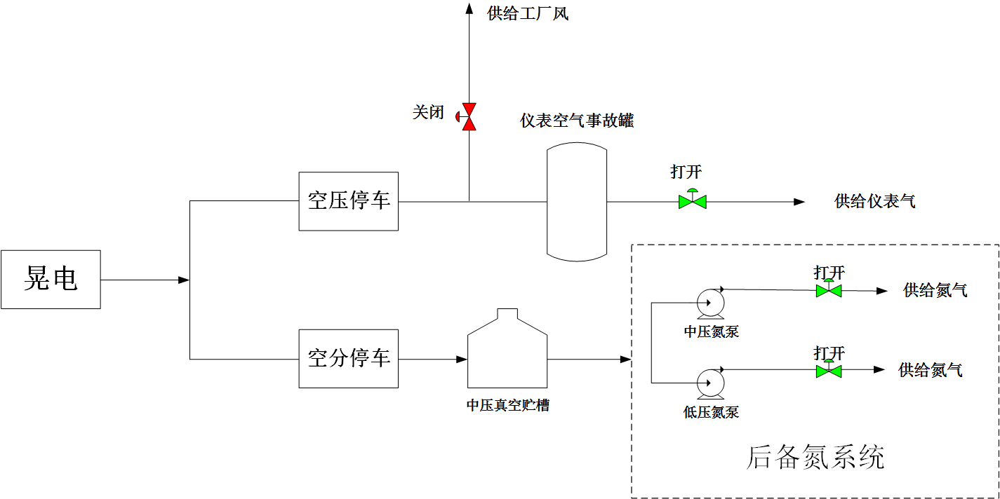 供给工厂风
关闭
仪表空气事故罐
打开
空压停车
供给仪表气
晃电
打开
供给氮气
中压氮泵
空分停车
打开
供给氮气
中压真空贮槽
低压氮泵
后备氮系统